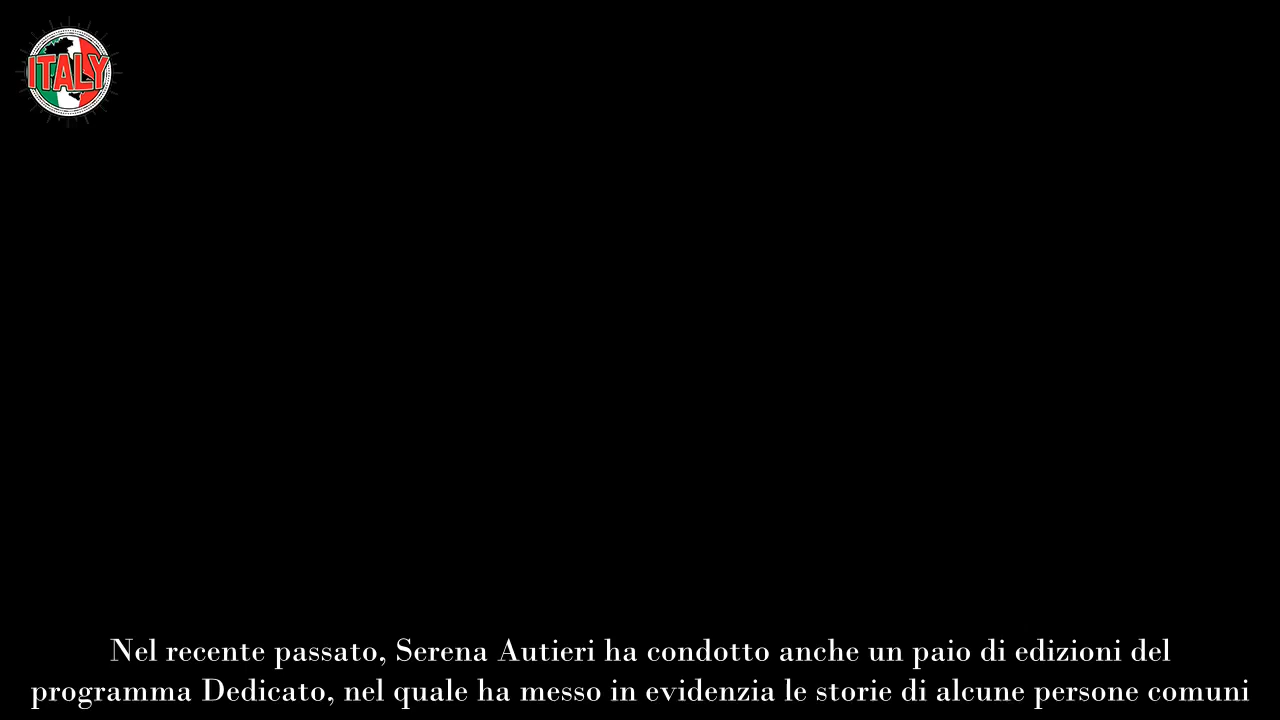 ITALY
Nel recente passato, Serena Autieri ha condotto anche un paio di edizioni del
programma Dedicato, nel quale ha messo in evidenzia le storie di alcune persone comuni